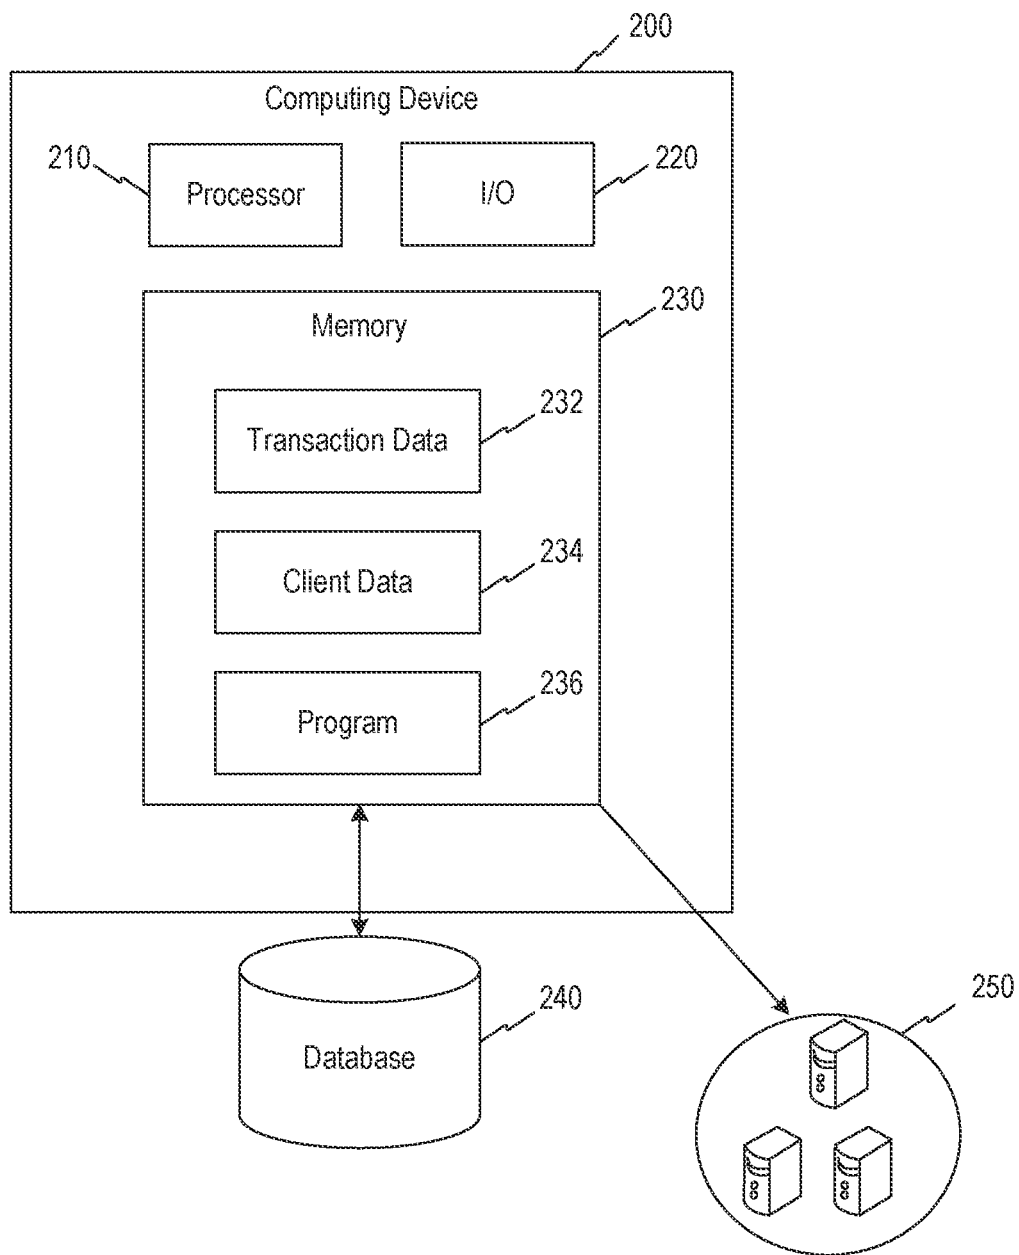 200
Computing Device
210
Processor
I/O
220
230
Memory
232
Transaction Data
234
Client Data
236
Program
240
Database
250